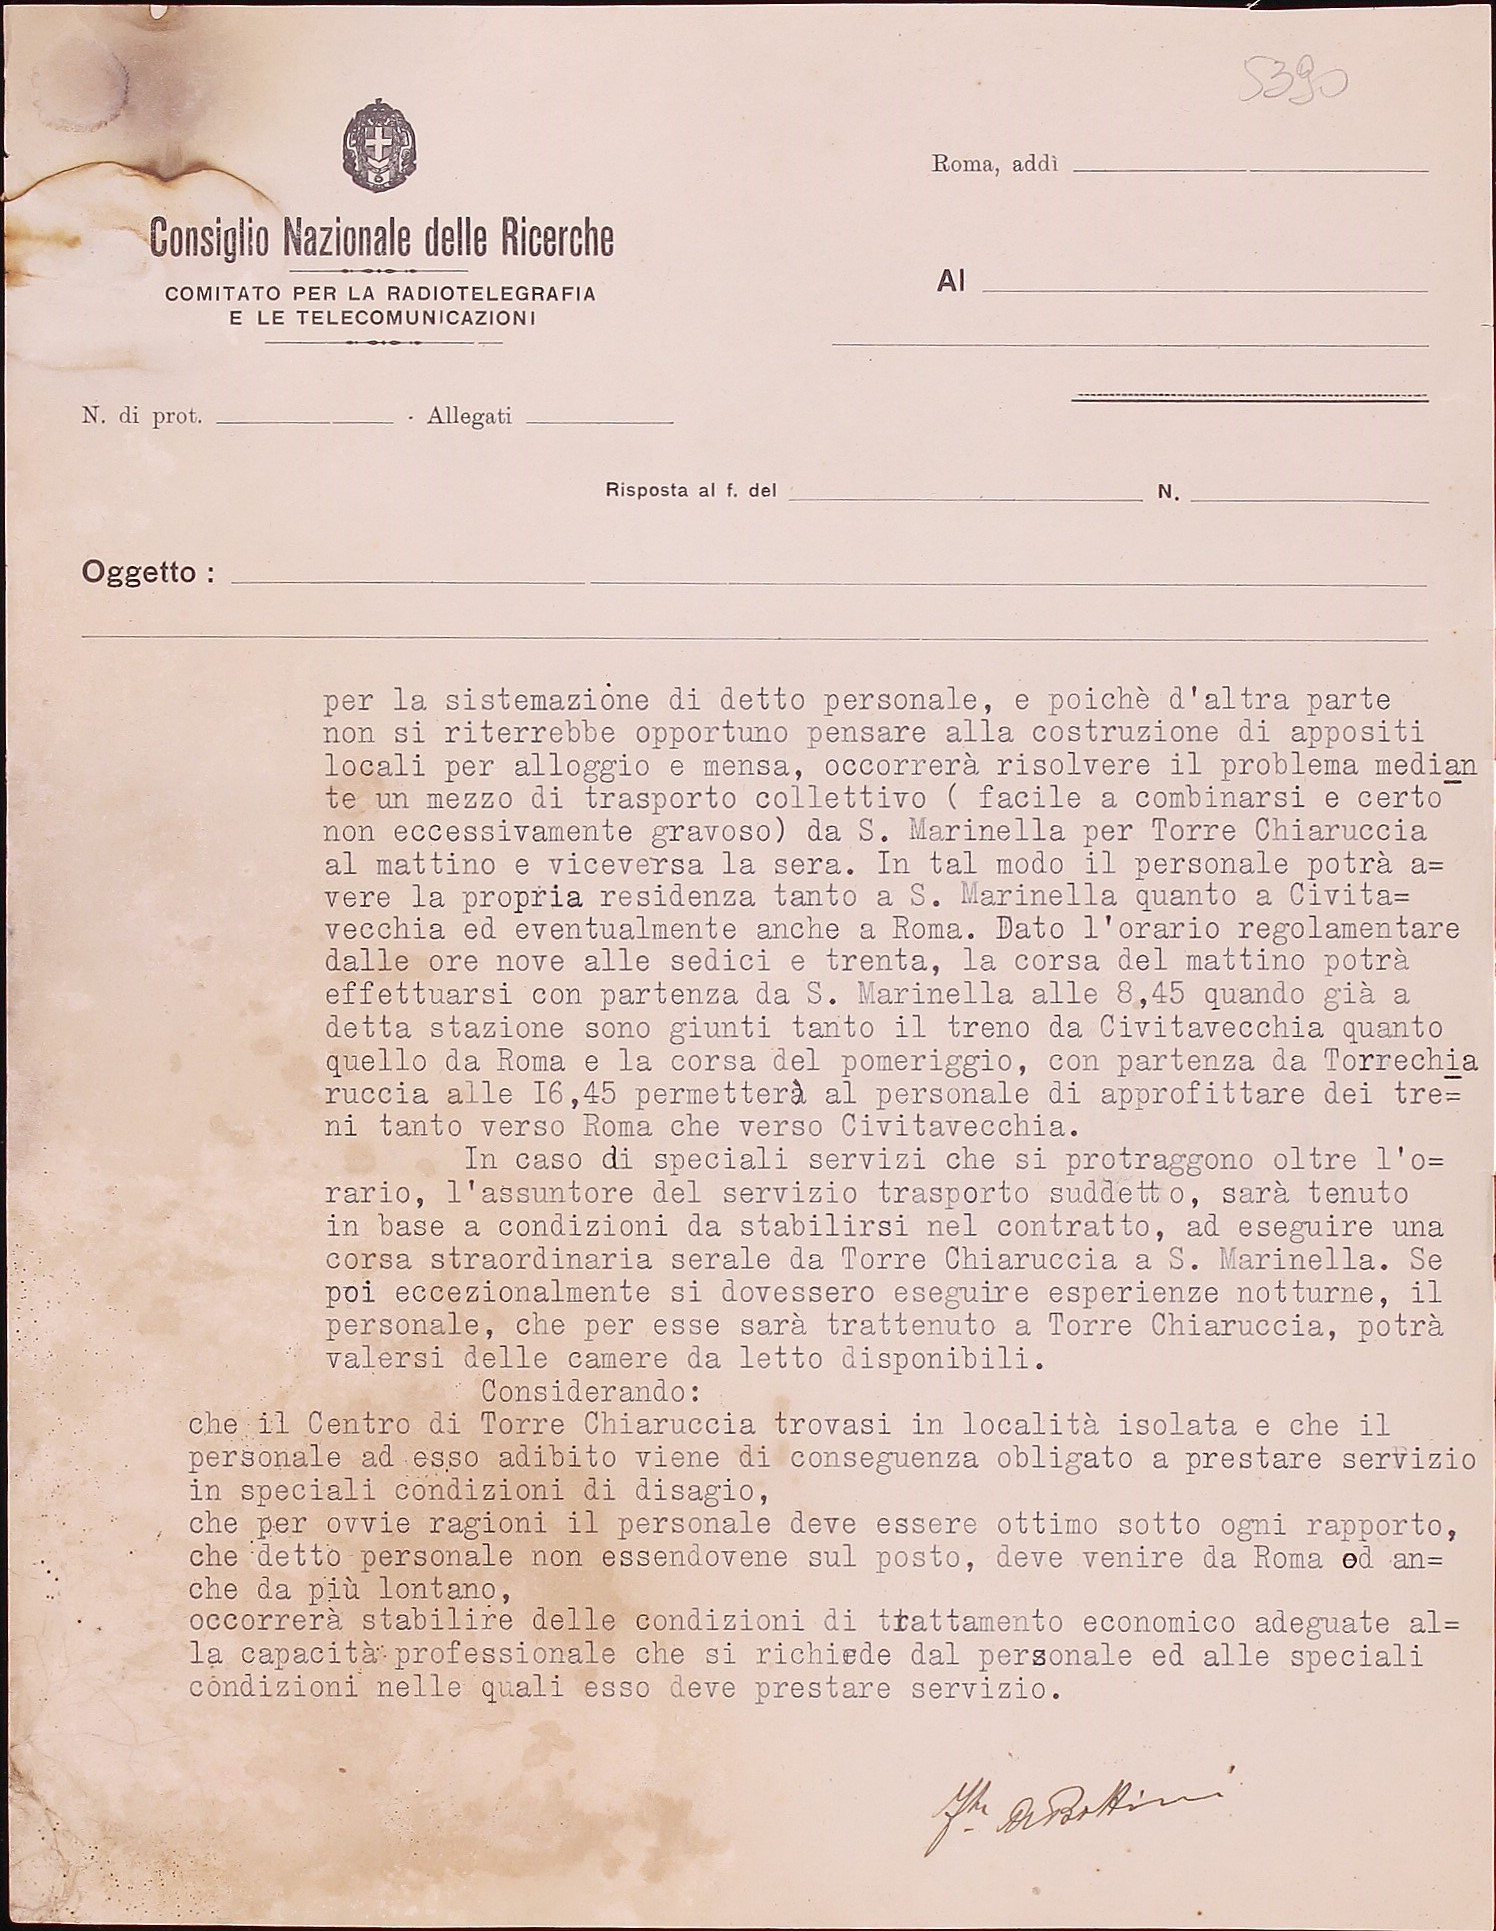 5390
Roma, addì
Consiglio Nazionale delle Ricerche
COMITATO PER LA RADIOTELEGRAFIA
E LE TELECOMUNICAZIONI
Al
N. di prot. - Allegati
Risposta al f. del N.
Oggetto :
per la sistemazione di detto personale, e poichè d'altra parte
non si riterrebbe opportuno pensare alla costruzione di appositi
locali per alloggio e mensa, occorrerà risolvere il problema median
te un mezzo di trasporto collettivo ( facile a combinarsi e certo
non eccessivamente gravoso) da S. Marinella per Torre Chiaruccia
al mattino e viceversa la sera. In tal modo il personale potrà a=
vere la propria residenza tanto a S. Marinella quanto a Civita=
vecchia ed eventualmente anche a Roma. Dato l'orario regolamentare
dalle ore nove alle sedici e trenta, la corsa del mattino potrà
effettuarsi con partenza da S. Marinella alle 8,45 quando già a
detta stazione sono giunti tanto il treno da Civitavecchia quanto
quello da Roma e la corsa del pomeriggio, con partenza da Torrechia
ruccia alle I6,45 permetterà al personale di approfittare dei tre=
ni tanto verso Roma che verso Civitavecchia.
In caso di speciali servizi che si protraggono oltre l'o=
rario, l'assuntore del servizio trasporto suddetto, sarà tenuto
in base a condizioni da stabilirsi nel contratto, ad eseguire una
corsa straordinaria serale da Torre Chiaruccia a S. Marinella. Se
poi eccezionalmente si dovessero eseguire esperienze notturne, il
personale, che per esse sarà trattenuto a Torre Chiaruccia, potrà
valersi delle camere da letto disponibili.
Considerando:
che il Centro di Torre Chiaruccia trovasi in località isolata e che il
personale ad esso adibito viene di conseguenza obligato a prestare servizio
in speciali condizioni di disagio,
che per ovvie ragioni il personale deve essere ottimo sotto ogni rapporto,
che detto personale non essendovene sul posto, deve venire da Roma ed an=
che da più lontano,
occorrerà stabilire delle condizioni di trattamento economico adeguate al=
la capacità professionale che si richiede dal personale ed alle speciali
condizioni nelle quali esso deve prestare servizio.